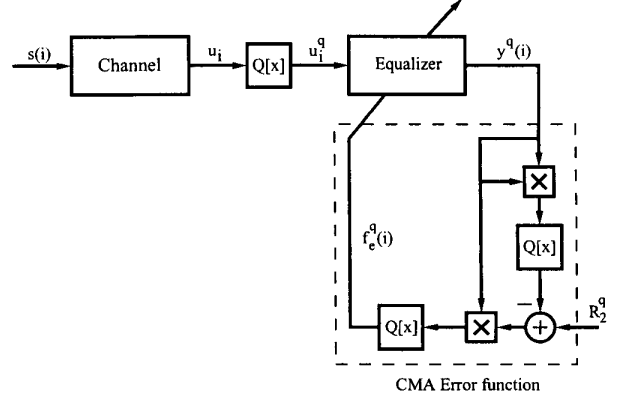 s(i)
Channel
u_i
Q[x]
u_i^q
Equalizer
y^q(i)
×
Q[x]
f_e^q(i)
−
R_2^q
Q[x]
×
+
CMA Error function